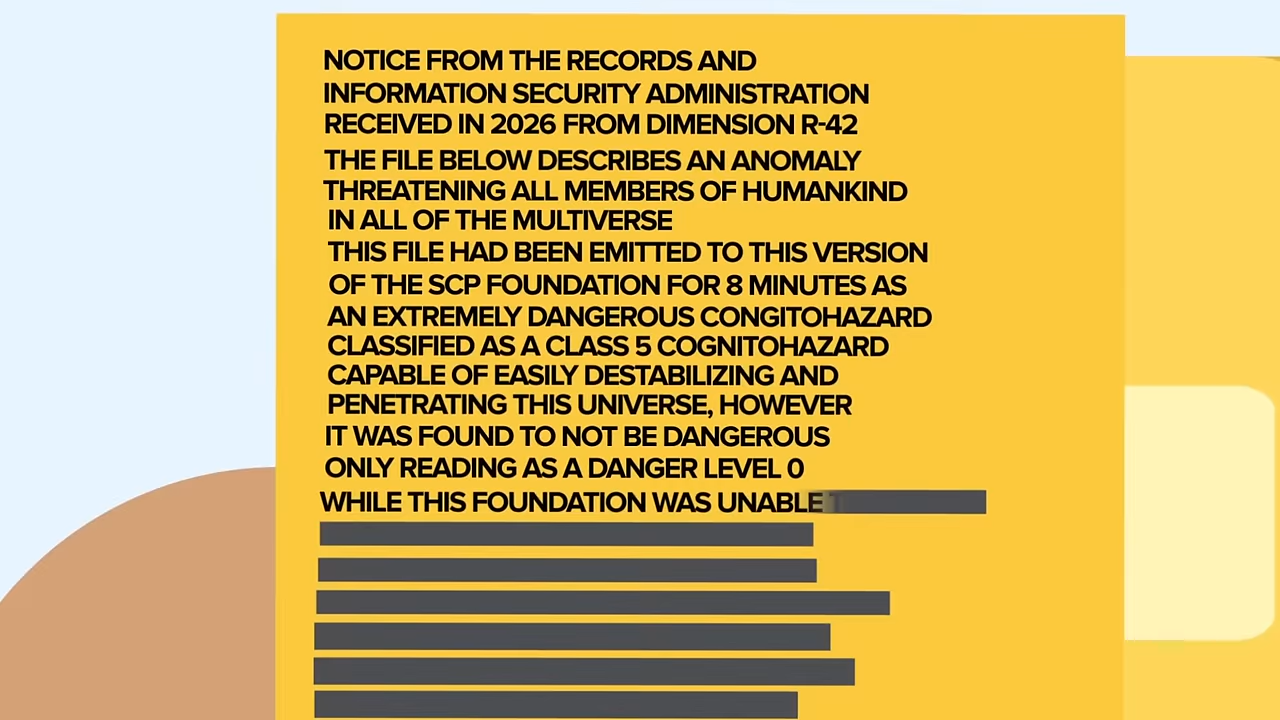 NOTICE FROM THE RECORDS AND
INFORMATION SECURITY ADMINISTRATION
RECEIVED IN 2026 FROM DIMENSION R-42
THE FILE BELOW DESCRIBES AN ANOMALY
THREATENING ALL MEMBERS OF HUMANKIND
IN ALL OF THE MULTIVERSE
THIS FILE HAD BEEN EMITTED TO THIS VERSION
OF THE SCP FOUNDATION FOR 8 MINUTES AS
AN EXTREMELY DANGEROUS CONGITOHAZARD
CLASSIFIED AS A CLASS 5 COGNITOHAZARD
CAPABLE OF EASILY DESTABILIZING AND
PENETRATING THIS UNIVERSE, HOWEVER
IT WAS FOUND TO NOT BE DANGEROUS
ONLY READING AS A DANGER LEVEL 0
WHILE THIS FOUNDATION WAS UNABLE